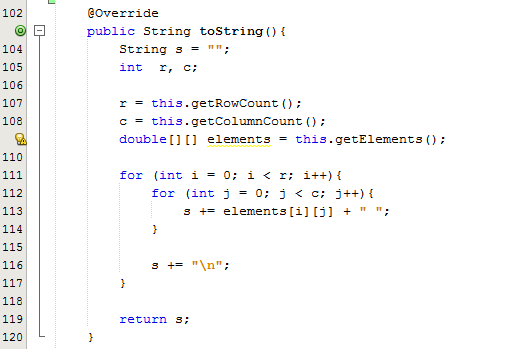 102 @Override
public String toString(){
104 String s = "";
105 int  r, c;
106
107 r = this.getRowCount();
108 c = this.getColumnCount();
double[][] elements = this.getElements();
110
111 for (int i = 0; i < r; i++){
112 for (int j = 0; j < c; j++){
113 s += elements[i][j] + " ";
114 }
115
116 s += "\n";
117 }
118
119 return s;
120 }